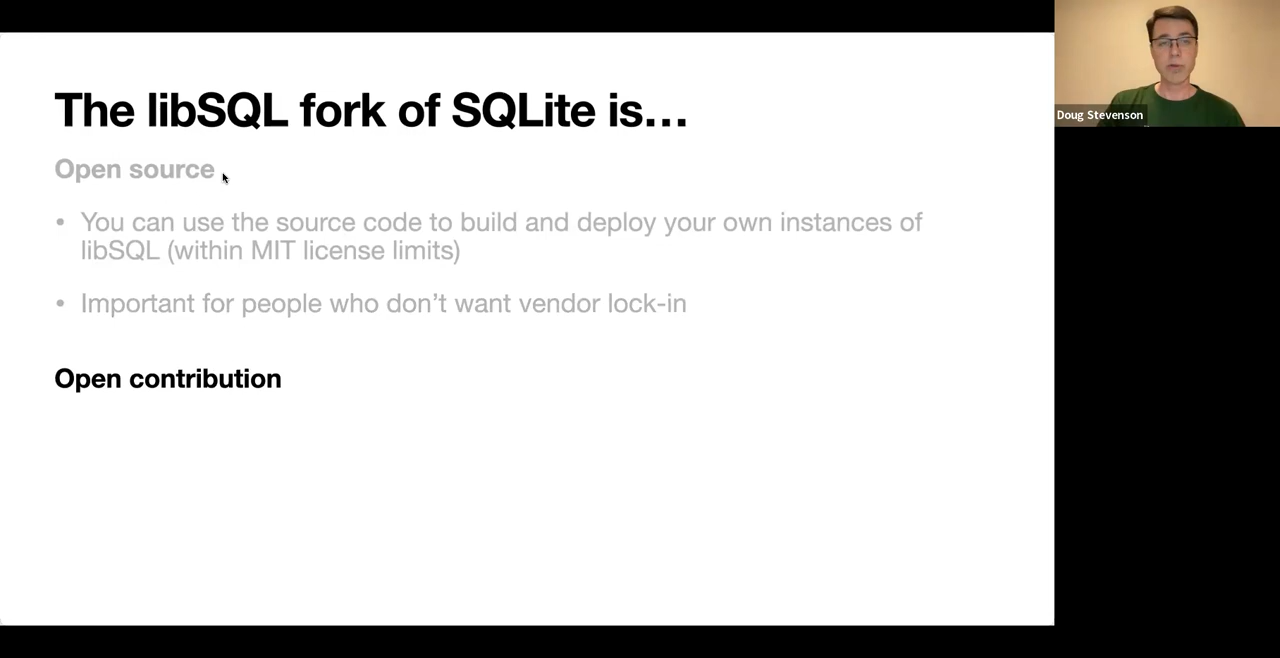 The libSQL fork of SQLite is…
Open source
• You can use the source code to build and deploy your own instances of
libSQL (within MIT license limits)
• Important for people who don’t want vendor lock-in
Open contribution
Doug Stevenson